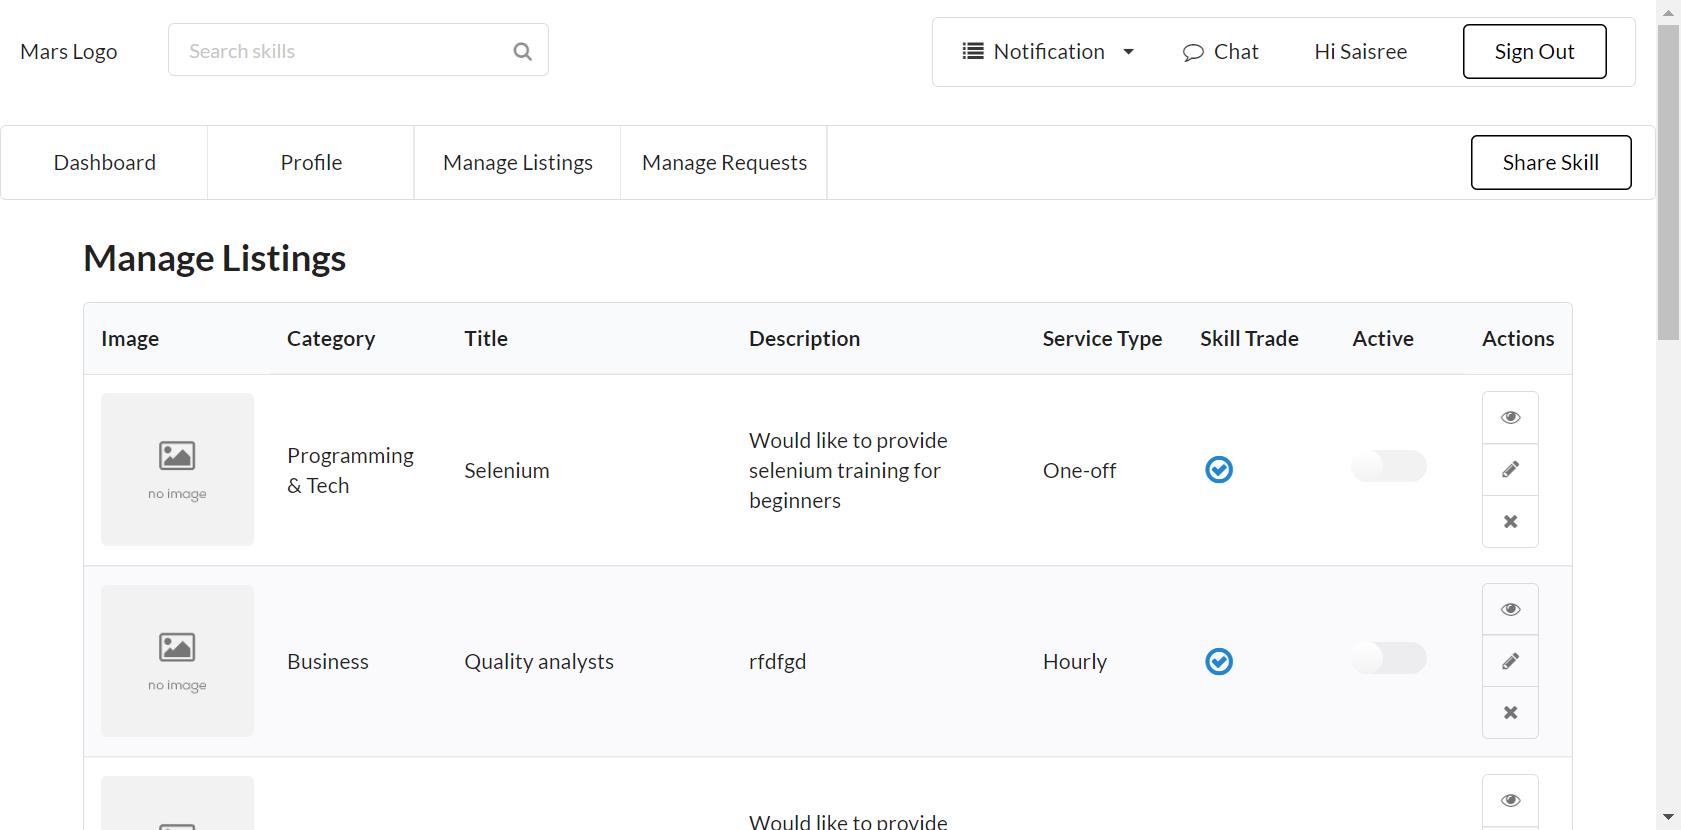 Mars Logo
Search skills
Notification
Chat
Hi Saisree
Sign Out
Dashboard
Profile
Manage Listings
Manage Requests
Share Skill
Manage Listings
Image Category Title Description Service Type Skill Trade Active Actions
no image
Programming
& Tech
Selenium
Would like to provide
selenium training for
beginners
One-off
no image
Business
Quality analysts
rfdfgd
Hourly
Would like to provide